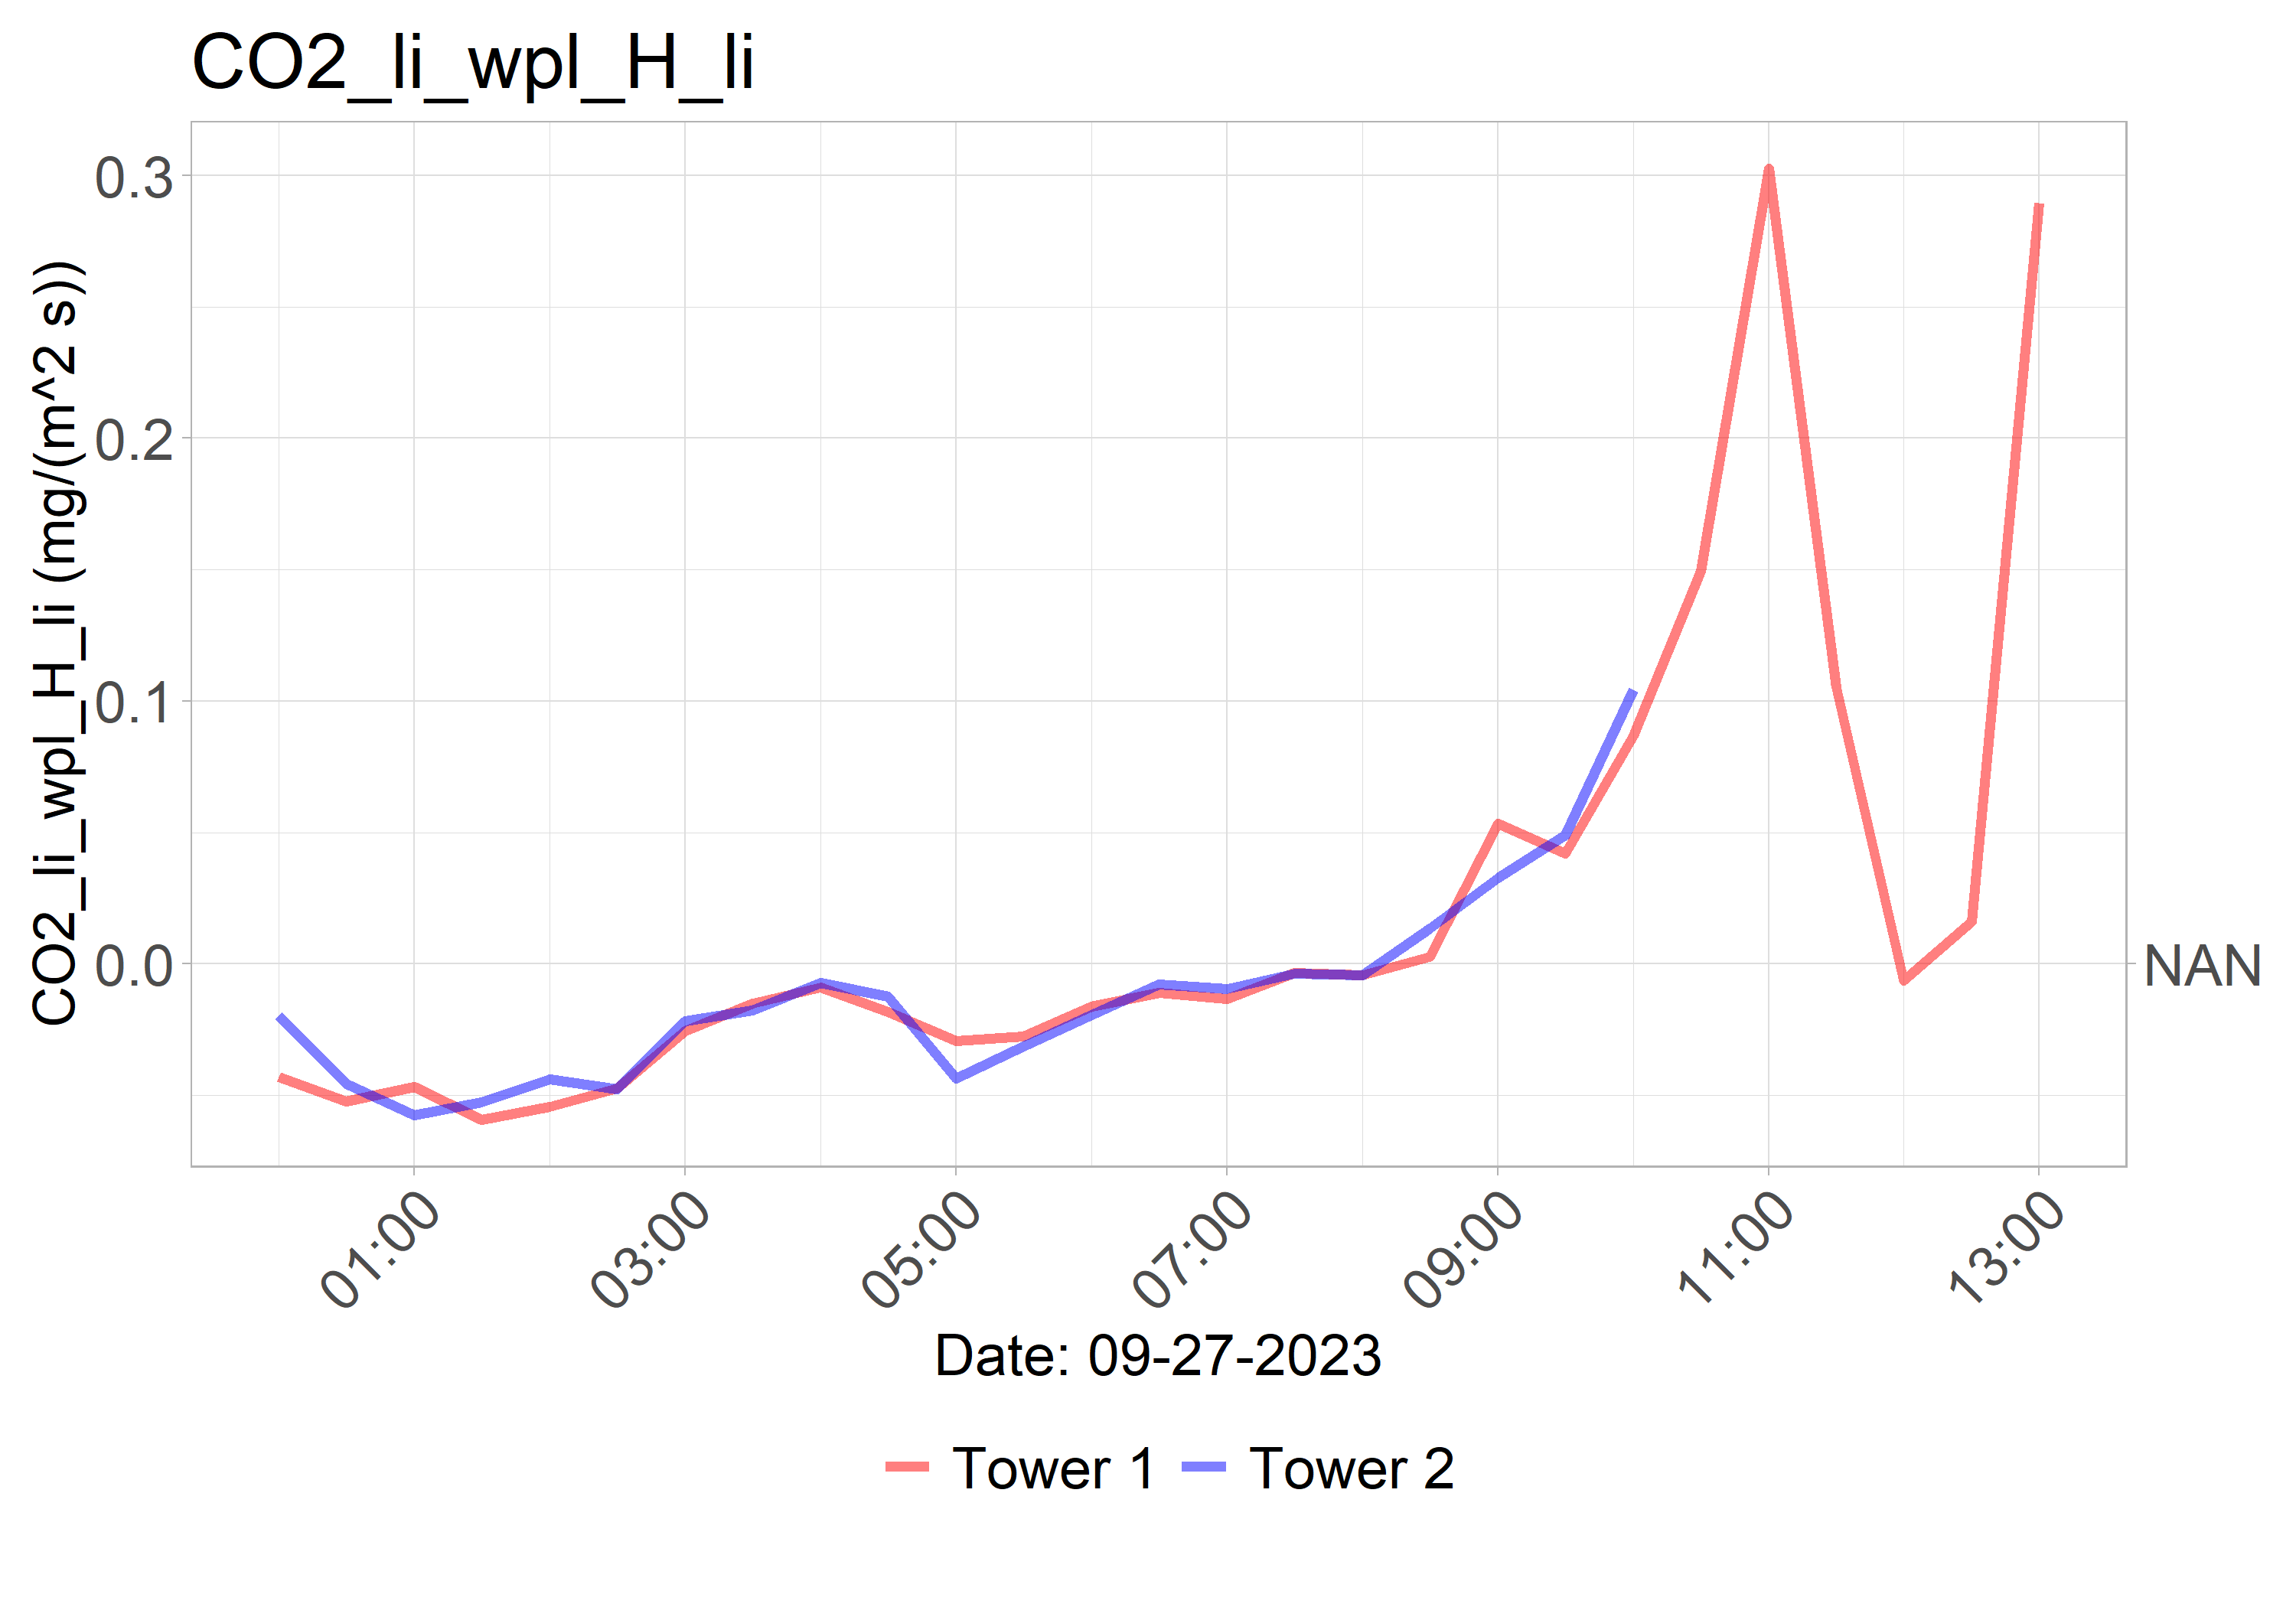 CO2_li_wpl_H_li
CO2_li_wpl_H_li (mg/(m^2 s))
0.3
0.2
0.1
0.0
NAN
01:00
03:00
05:00
07:00
09:00
11:00
13:00
Date: 09-27-2023
Tower 1
Tower 2